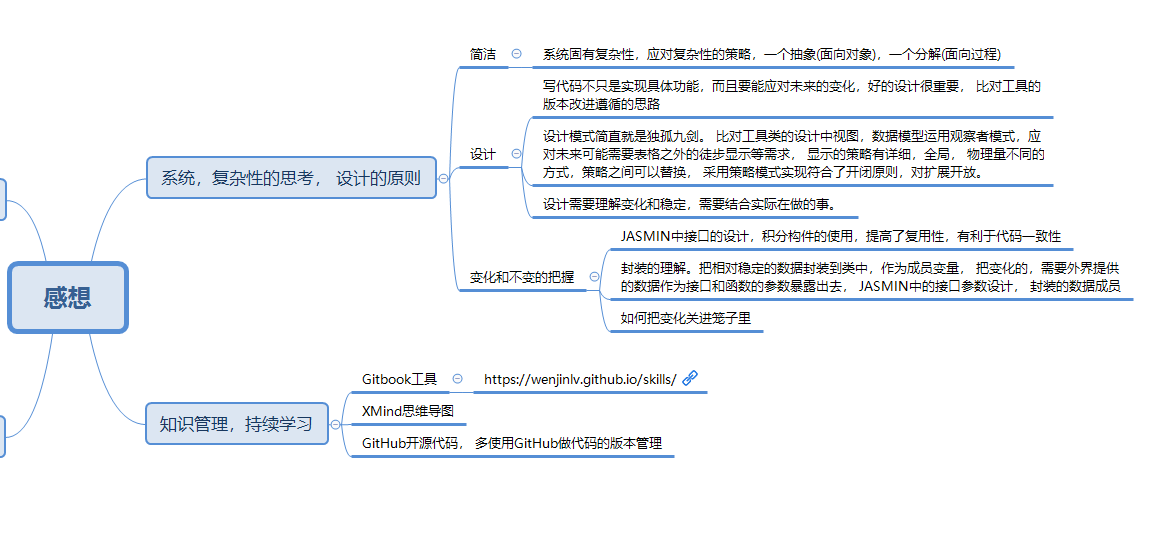 感想
系统，复杂性的思考， 设计的原则
简洁
系统固有复杂性，应对复杂性的策略，一个抽象(面向对象)，一个分解(面向过程)
设计
写代码不只是实现具体功能，而且要能应对未来的变化，好的设计很重要， 比对工具的
版本改进遵循的思路
设计模式简直就是独孤九剑。 比对工具类的设计中视图，数据模型运用观察者模式，应
对未来可能需要表格之外的徒步显示等需求， 显示的策略有详细，全局， 物理量不同的
方式，策略之间可以替换， 采用策略模式实现符合了开闭原则，对扩展开放。
设计需要理解变化和稳定，需要结合实际在做的事。
变化和不变的把握
JASMIN中接口的设计，积分构件的使用，提高了复用性，有利于代码一致性
封装的理解。把相对稳定的数据封装到类中，作为成员变量， 把变化的，需要外界提供
的数据作为接口和函数的参数暴露出去， JASMIN中的接口参数设计， 封装的数据成员
如何把变化关进笼子里
知识管理，持续学习
Gitbook工具
https://wenjinlv.github.io/skills/
XMind思维导图
GitHub开源代码， 多使用GitHub做代码的版本管理